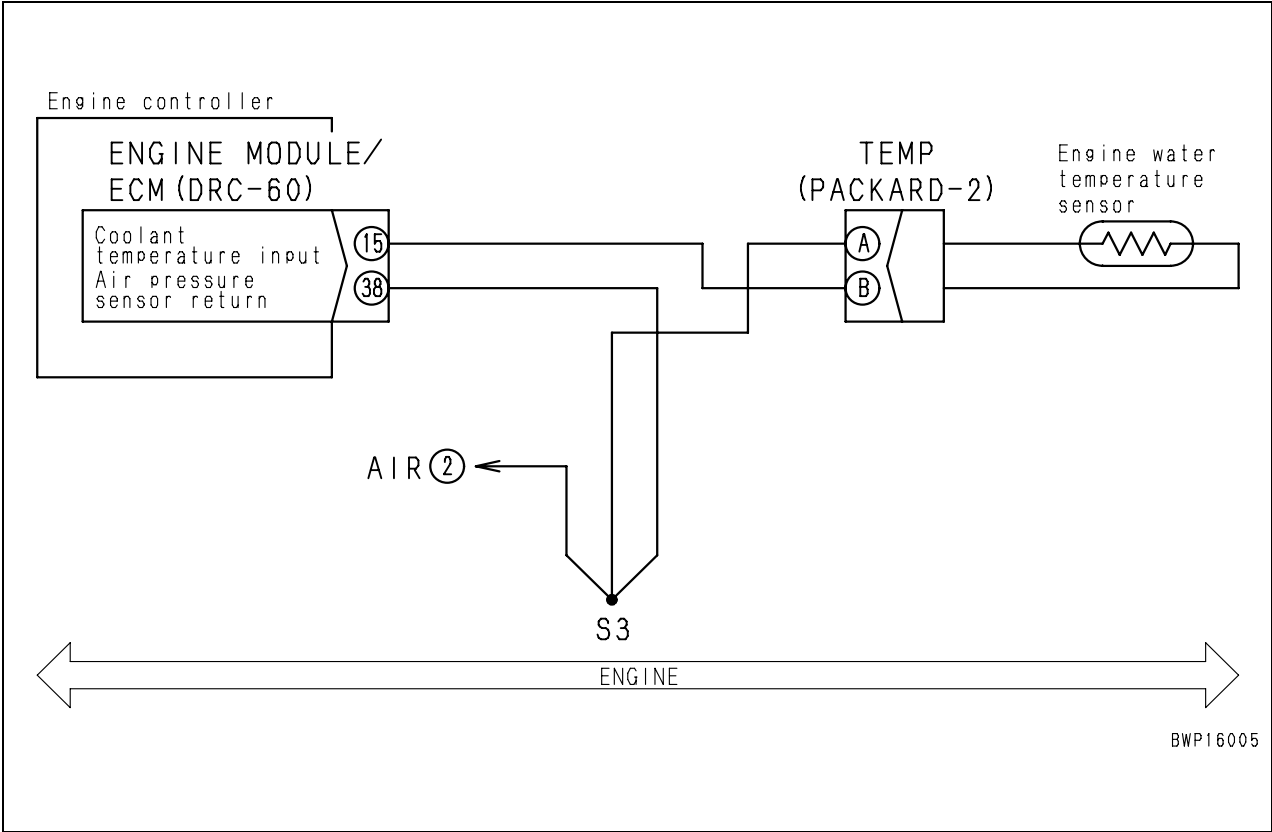 Engine controller
ENGINE MODULE/
ECM(DRC-60)
Coolant
temperature input
Air pressure
sensor return
15
38
TEMP
(PACKARD-2)
A
B
Engine water
temperature
sensor
AIR 2
S3
ENGINE
BWP16005